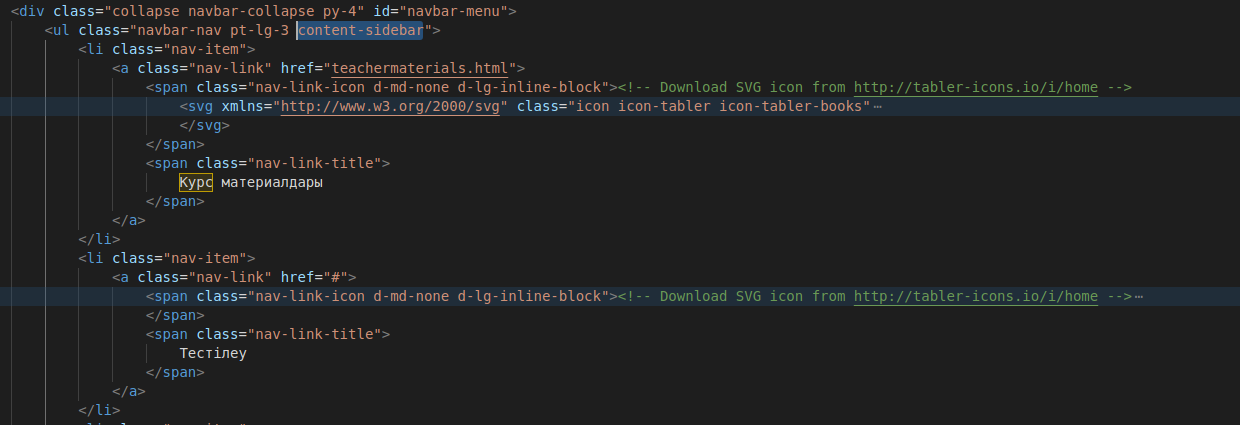 <div class="collapse navbar-collapse py-4" id="navbar-menu">
<ul class="navbar-nav pt-lg-3 content-sidebar">
<li class="nav-item">
<a class="nav-link" href="teachermaterials.html">
<span class="nav-link-icon d-md-none d-lg-inline-block"><!-- Download SVG icon from http://tabler-icons.io/i/home -->
<svg xmlns="http://www.w3.org/2000/svg" class="icon icon-tabler icon-tabler-books"⋯
</svg>
</span>
<span class="nav-link-title">
Курс материалдары
</span>
</a>
</li>
<li class="nav-item">
<a class="nav-link" href="#">
<span class="nav-link-icon d-md-none d-lg-inline-block"><!-- Download SVG icon from http://tabler-icons.io/i/home -->⋯
</span>
<span class="nav-link-title">
Тестілеу
</span>
</a>
</li>